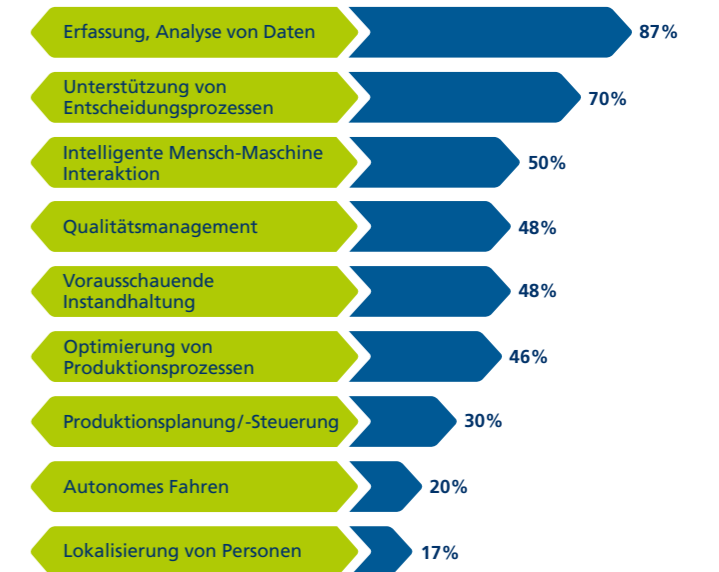 Erfassung, Analyse von Daten
87%
Unterstützung von
Entscheidungsprozessen
70%
Intelligente Mensch-Maschine
Interaktion
50%
Qualitätsmanagement
48%
Vorausschauende
Instandhaltung
48%
Optimierung von
Produktionsprozessen
46%
Produktionsplanung/-Steuerung
30%
Autonomes Fahren
20%
Lokalisierung von Personen
17%